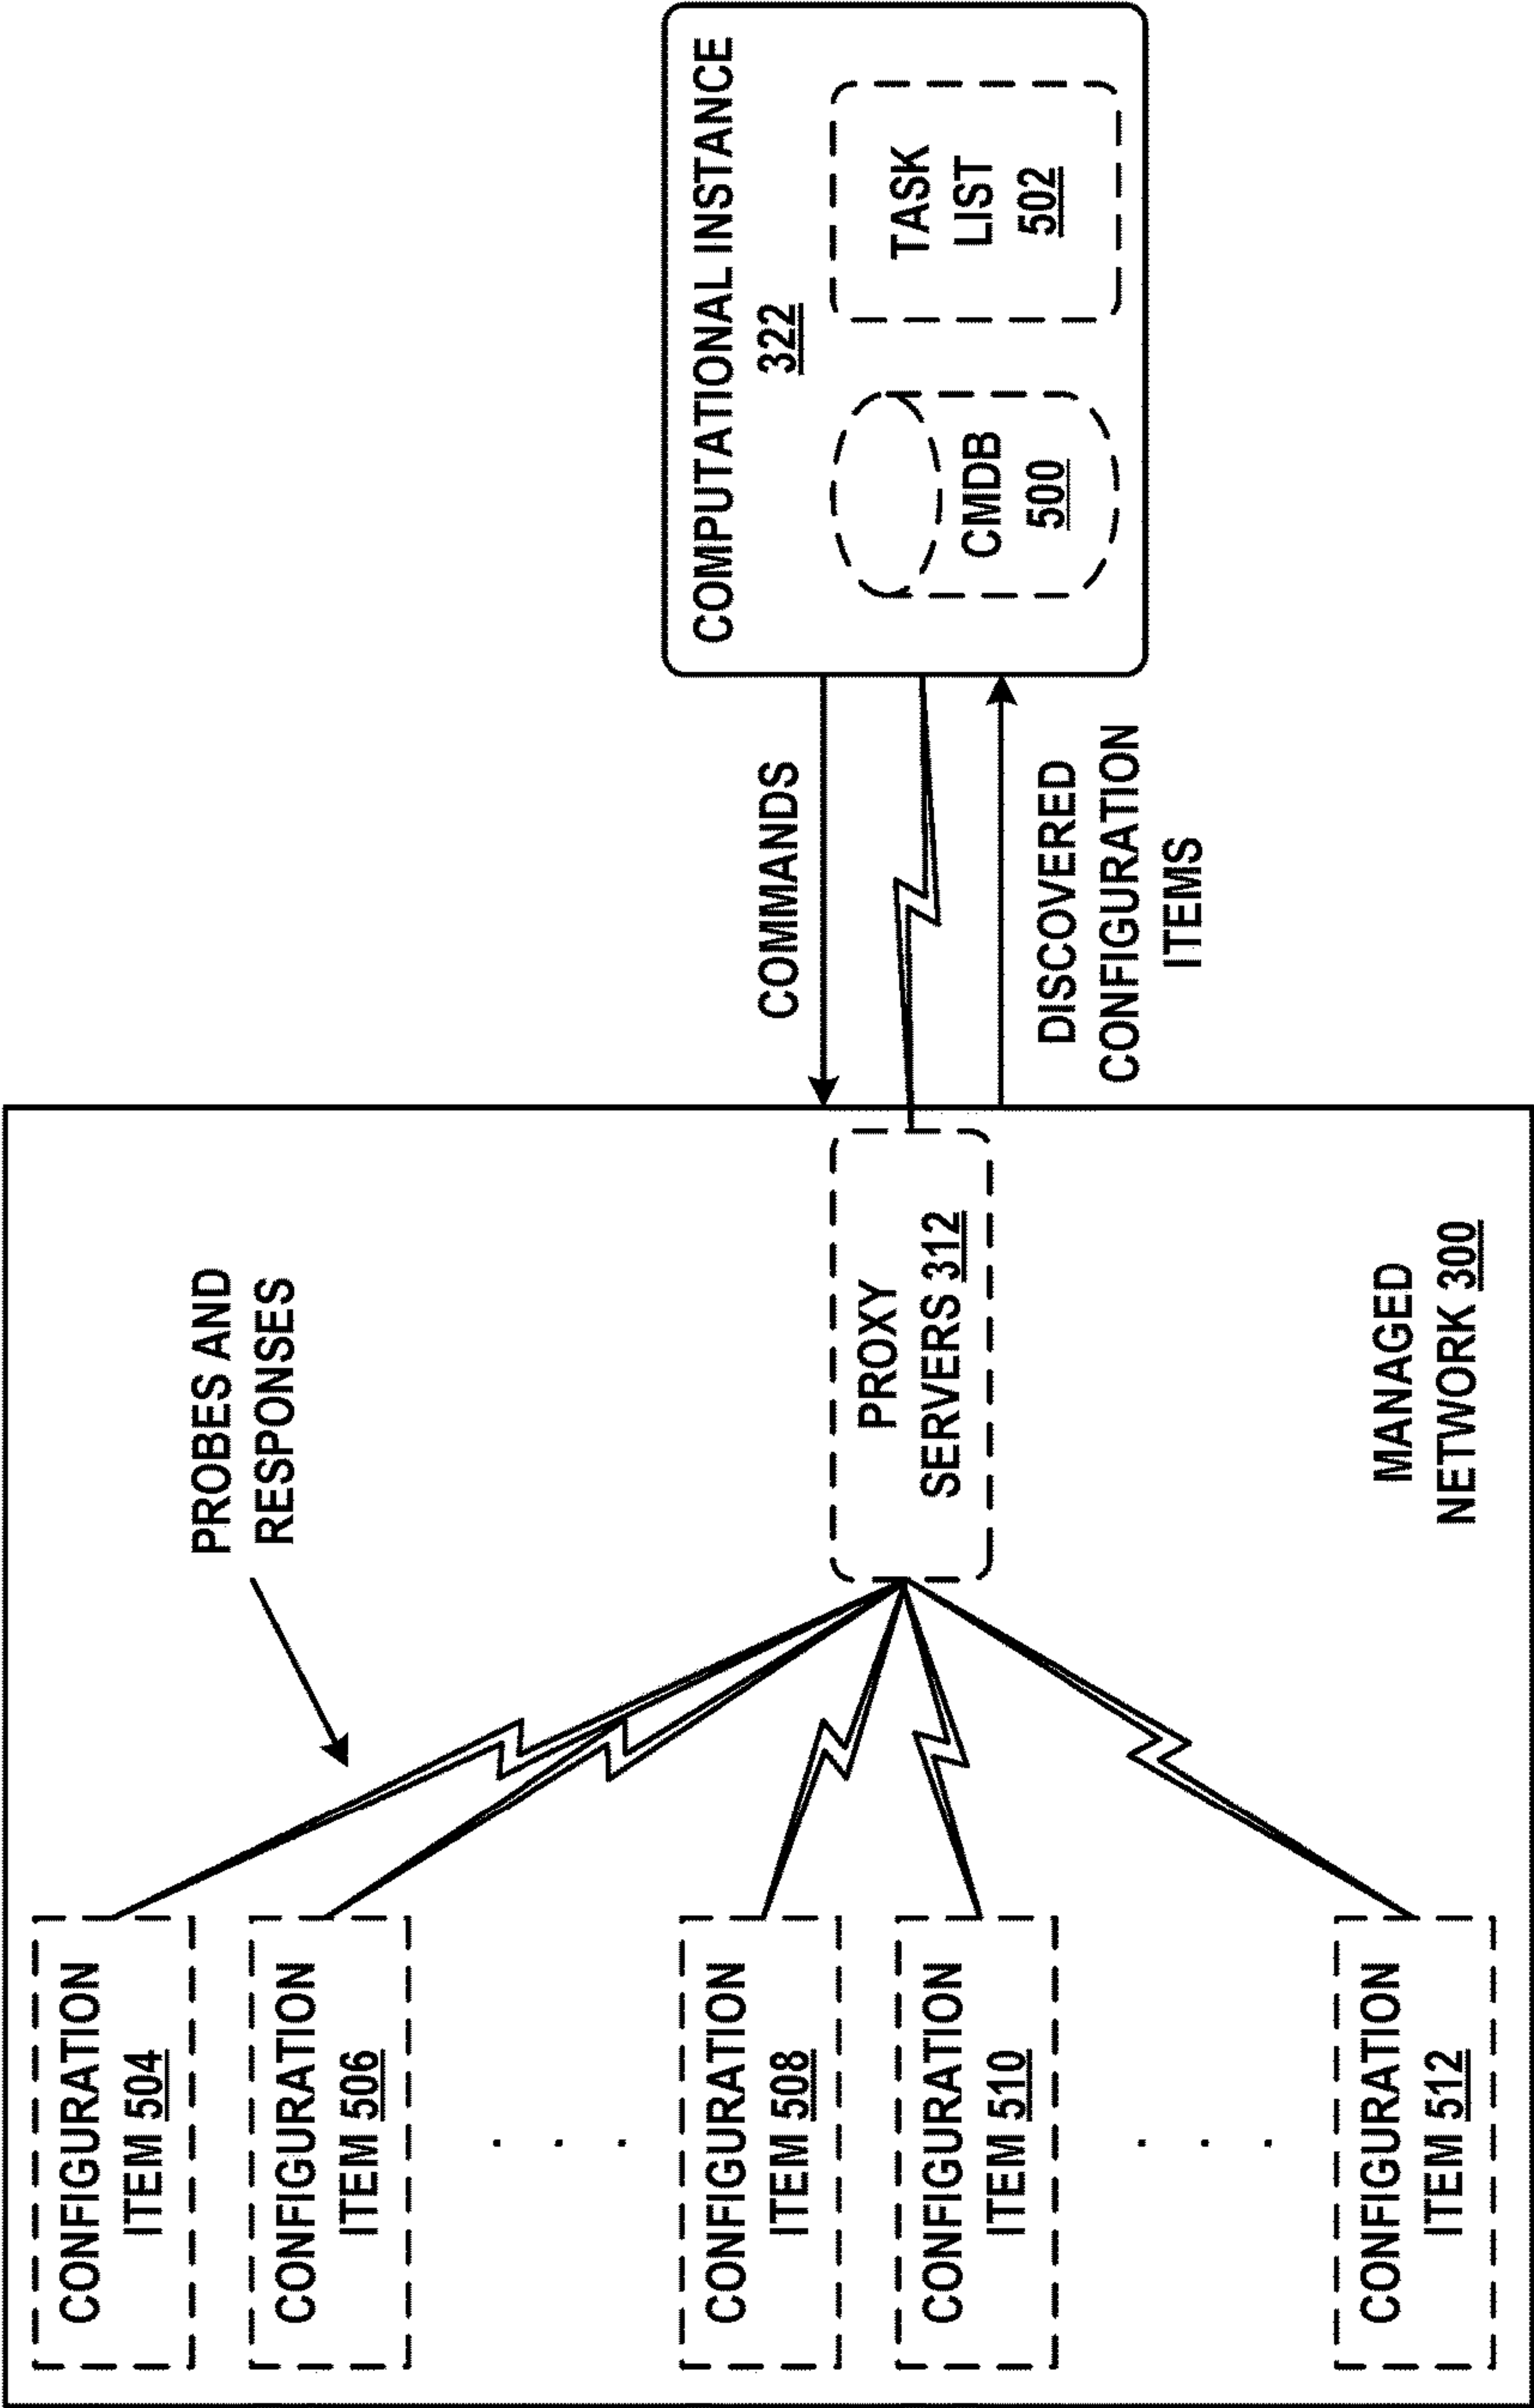 CONFIGURATION
ITEM 504
CONFIGURATION
ITEM 506
. . .
CONFIGURATION
ITEM 508
CONFIGURATION
ITEM 510
. . .
CONFIGURATION
ITEM 512
PROBES AND
RESPONSES
PROXY
SERVERS 312
MANAGED
NETWORK 300
COMMANDS
DISCOVERED
CONFIGURATION
ITEMS
COMPUTATIONAL INSTANCE
322
CMDB
500
TASK
LIST
502